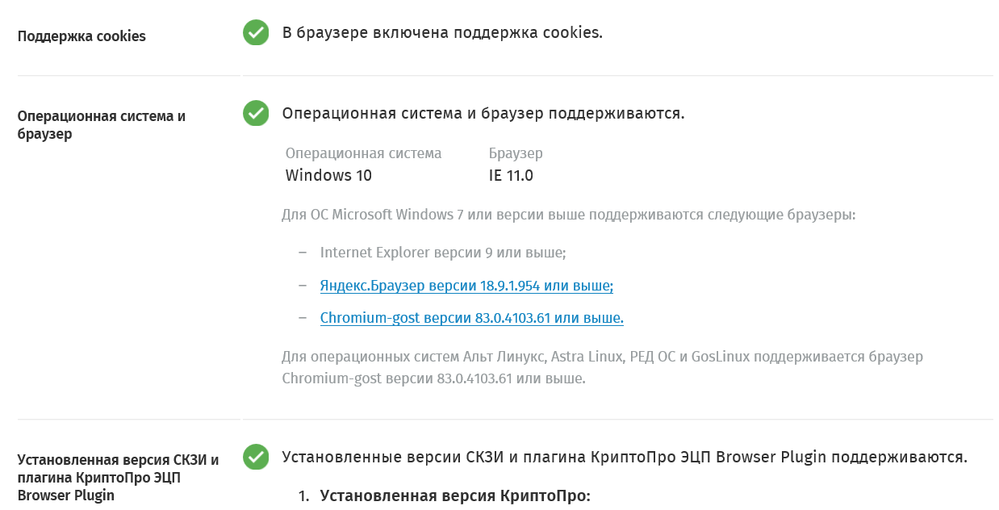 Поддержка cookies
В браузере включена поддержка cookies.
Операционная система и
браузер
Операционная система и браузер поддерживаются.
Операционная система Браузер
Windows 10 IE 11.0
Для ОС Microsoft Windows 7 или версии выше поддерживаются следующие браузеры:
– Internet Explorer версии 9 или выше;
– Яндекс.Браузер версии 18.9.1.954 или выше;
– Chromium-gost версии 83.0.4103.61 или выше.
Для операционных систем Альт Линукс, Astra Linux, РЕД ОС и GosLinux поддерживается браузер
Chromium-gost версии 83.0.4103.61 или выше.
Установленная версия СКЗИ и
плагина КриптоПро ЭЦП
Browser Plugin
Установленные версии СКЗИ и плагина КриптоПро ЭЦП Browser Plugin поддерживаются.
1. Установленная версия КриптоПро: